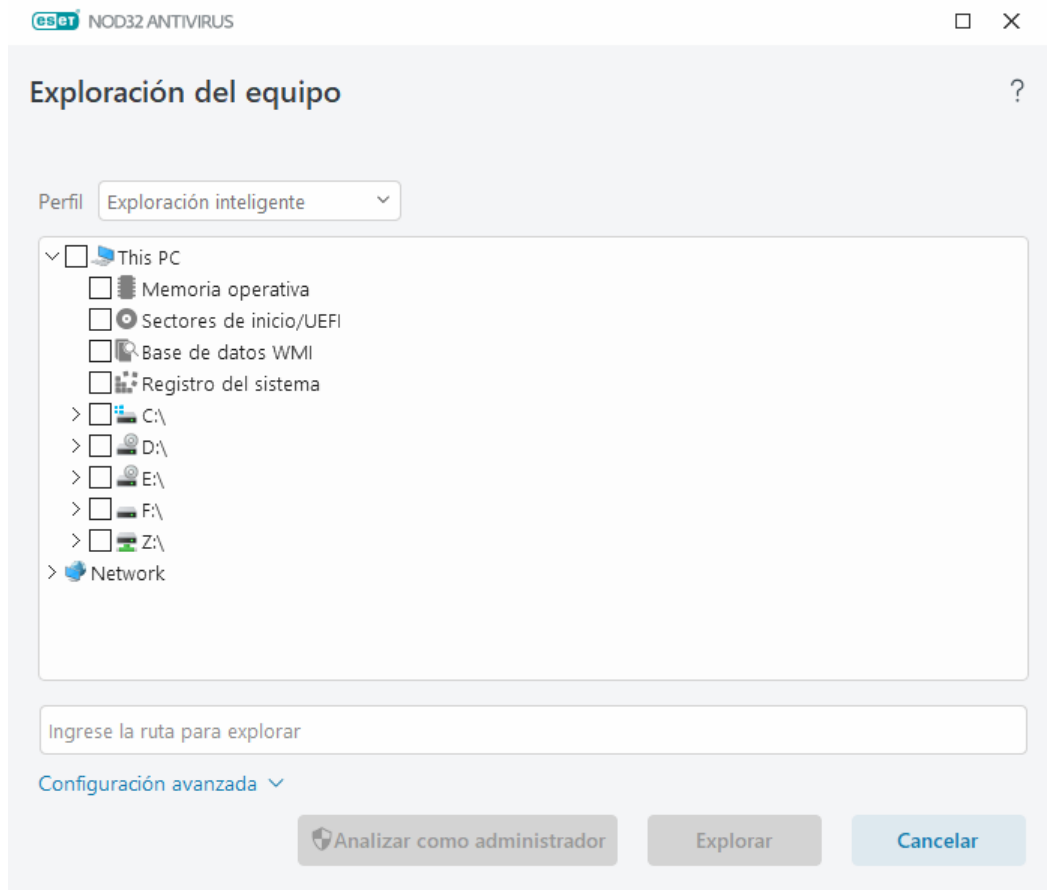 eset NOD32 ANTIVIRUS
Exploración del equipo ?
Perfil Exploración inteligente
This PC
Memoria operativa
Sectores de inicio/UEFI
Base de datos WMI
Registro del sistema
C:\
D:\
E:\
F:\
Z:\
Network
Ingrese la ruta para explorar
Configuración avanzada
Analizar como administrador Explorar Cancelar